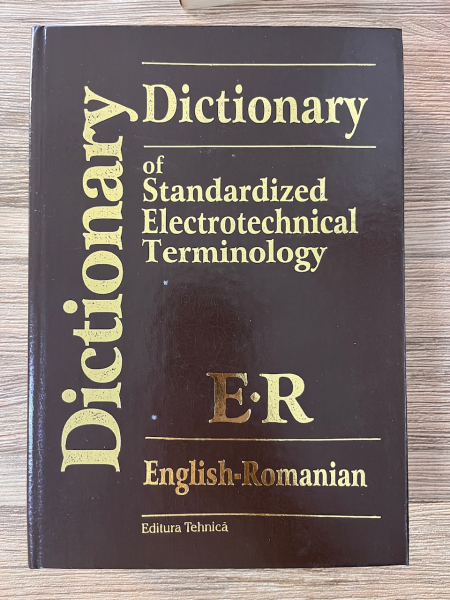 Dictionary
Dictionary
of
Standardized
Electrotechnical
Terminology
E·R
English-Romanian
Editura Tehnică